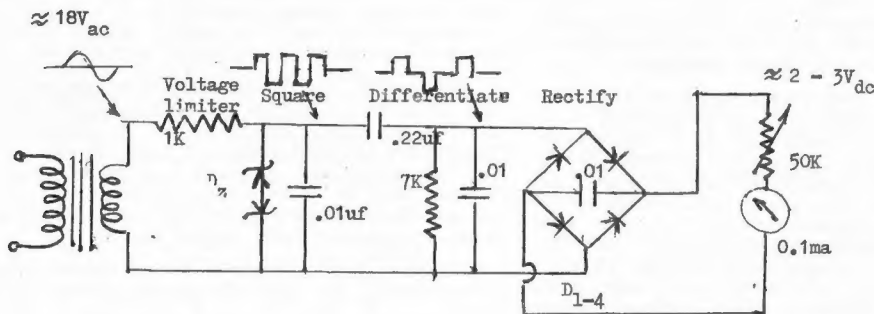 ≈ 18Vac
Voltage
limiter
Square
Differentiate
Rectify
≈ 2 - 3Vdc
1K
.22uf
Dz
.01uf
7K
.01
.01
50K
0.1ma
D1-4